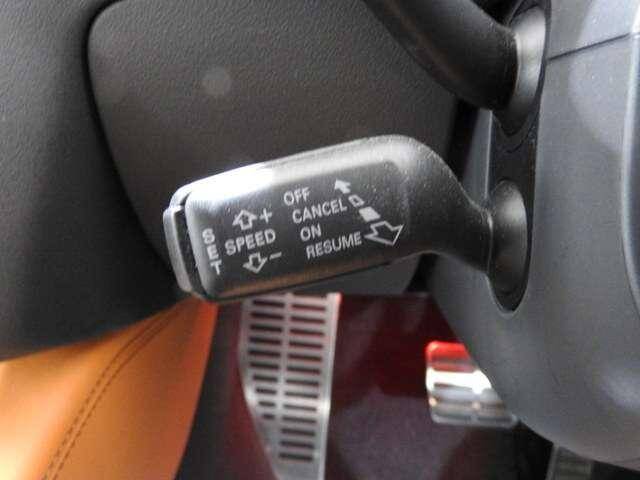 OFF
CANCEL
ON
RESUME
+
SPEED
-
SET